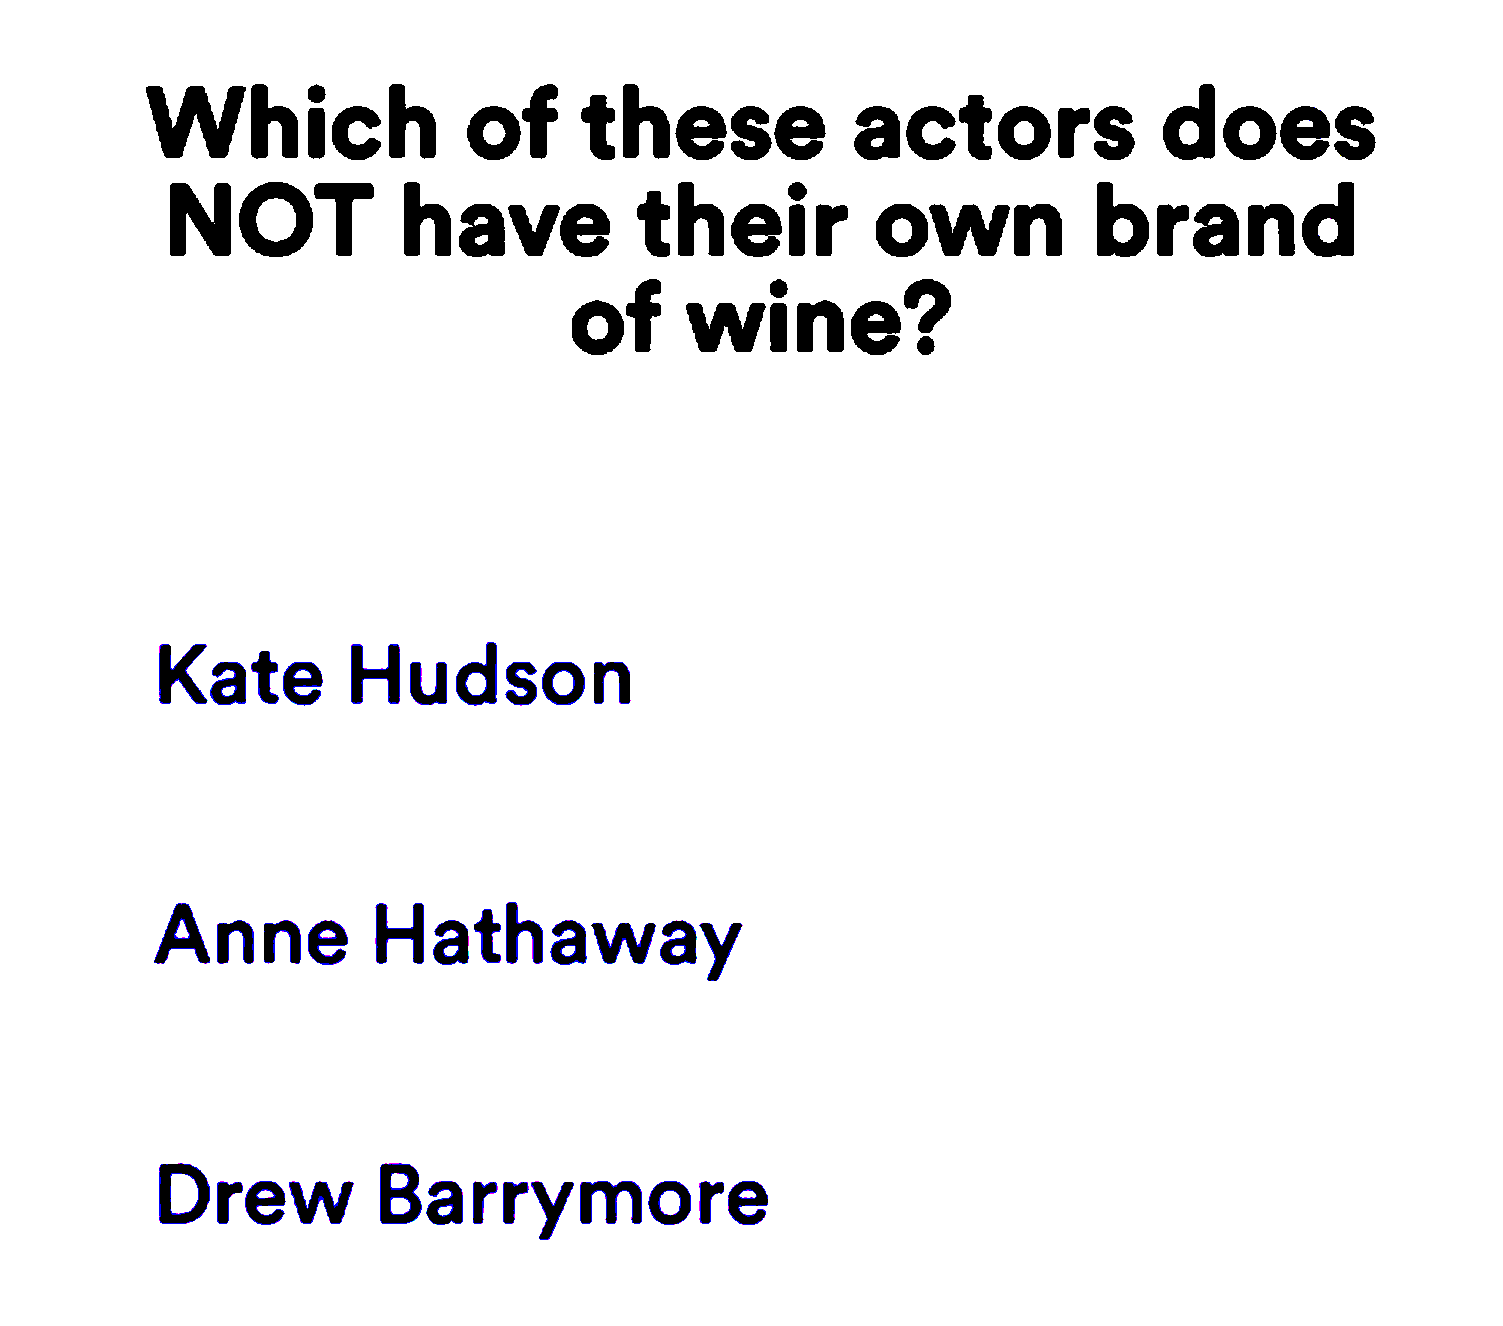 Which of these actors does
NOT have their own brand
of wine?
Kate Hudson
Anne Hathaway
Drew Barrymore